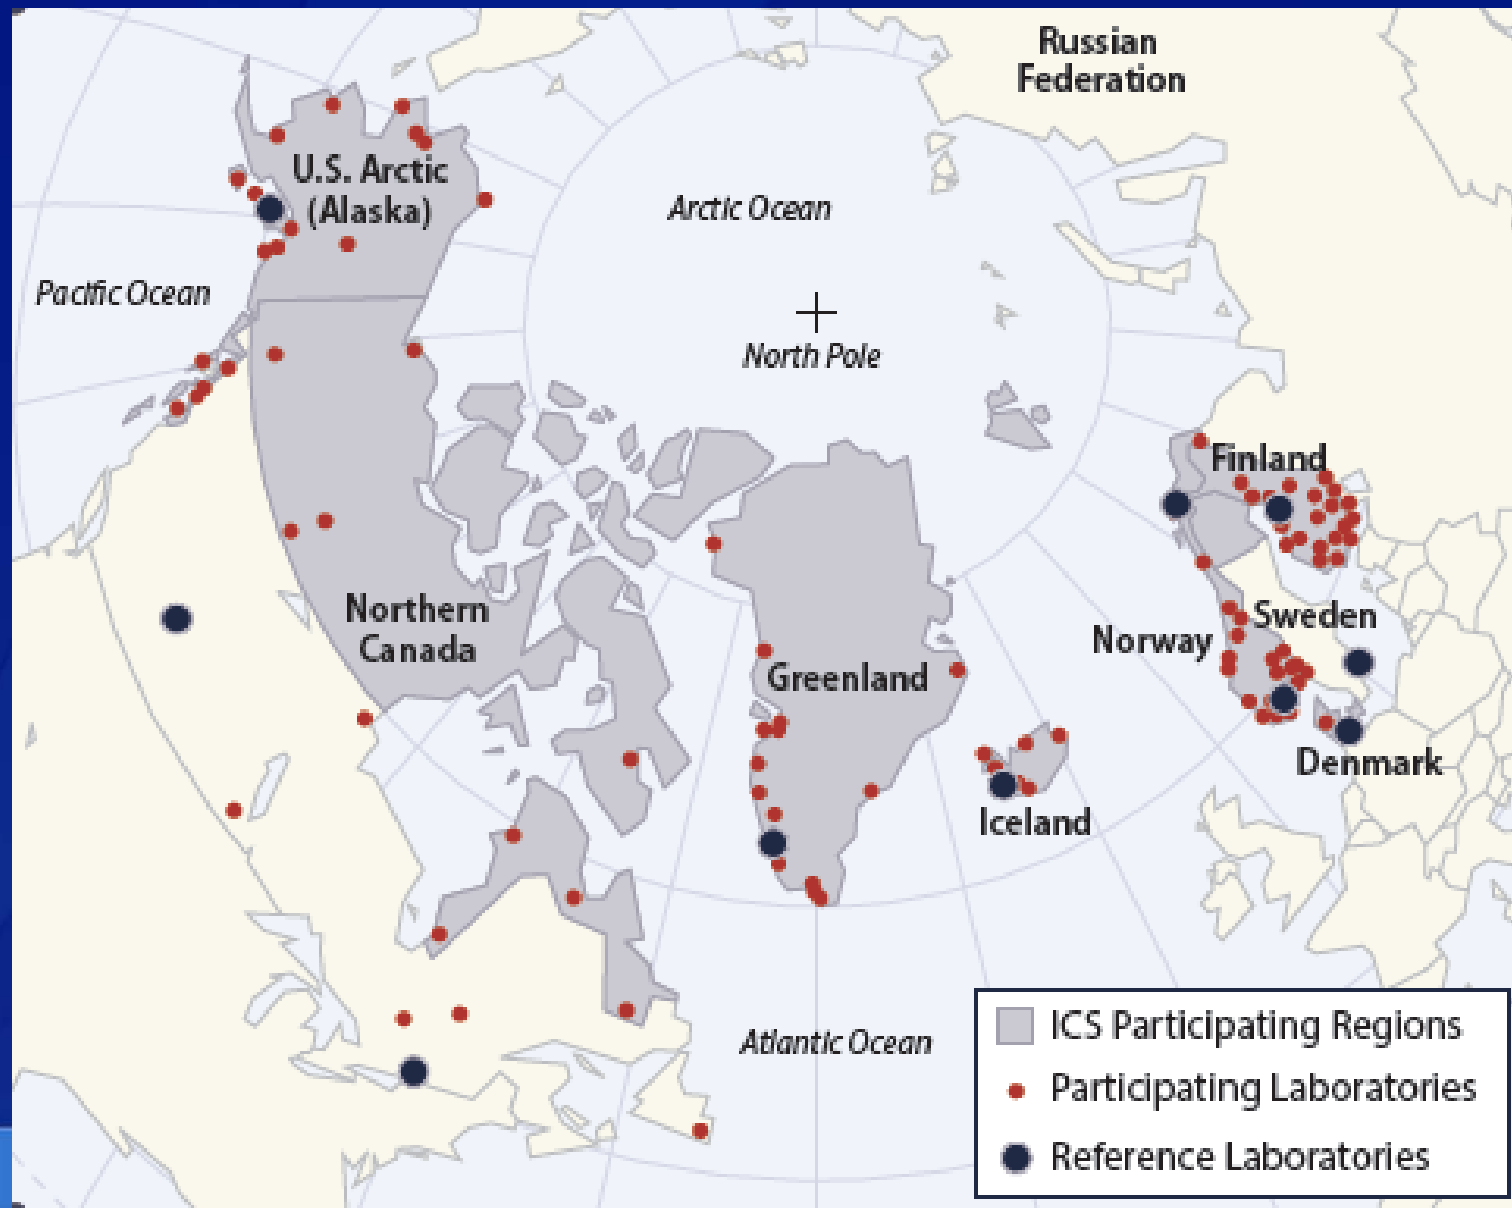 Russian
Federation
U.S. Arctic
(Alaska)
Arctic Ocean
Pacific Ocean
North Pole
Finland
Northern
Canada
Sweden
Norway
Greenland
Denmark
Iceland
Atlantic Ocean
ICS Participating Regions
Participating Laboratories
Reference Laboratories